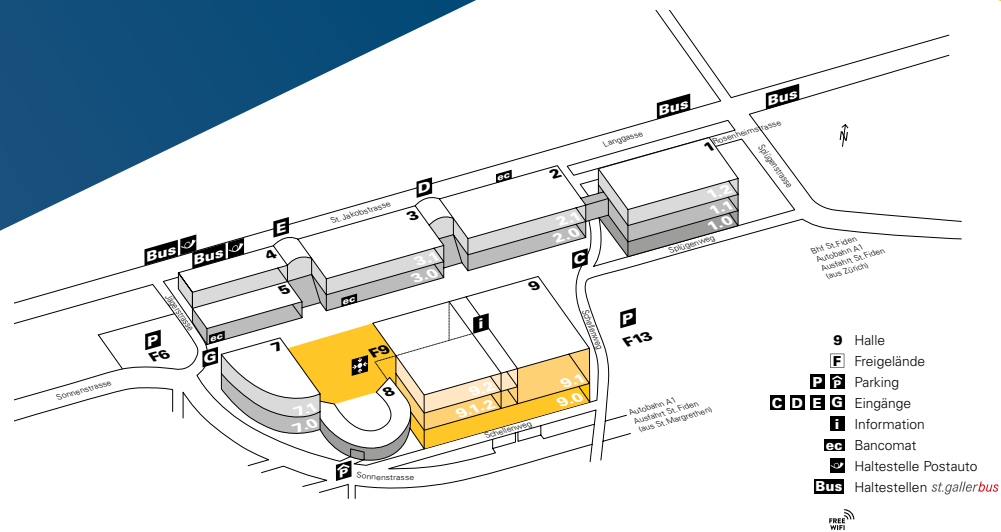 Bus
Bus
Langgasse
Rosenheimstrasse
N
Splügenstrasse
1
ec
2
D
1.2
1.1
1.0
St. Jakobstrasse
3
2.1
2.0
E
Splügenweg
Bus
Bus
4
3.1
3.0
C
Bhf St.Fiden
Autobahn A1
Ausfahrt St.Fiden
(aus Zürich)
5
ec
9
Jägerstrasse
i
P
F13
Schellenweg
P
F6
ec
G
7
F9
9.2
9.1
9.1.2
9.0
8
7.1
7.0
Sonnenstrasse
Schellenweg
Autobahn A1
Ausfahrt St. Fiden
(aus St.Margrethen)
P
Sonnenstrasse
9 Halle
F Freigelände
P P Parking
C D E G Eingänge
i Information
ec Bancomat
Haltestelle Postauto
Bus Haltestellen st.gallerbus
FREE
WIFI